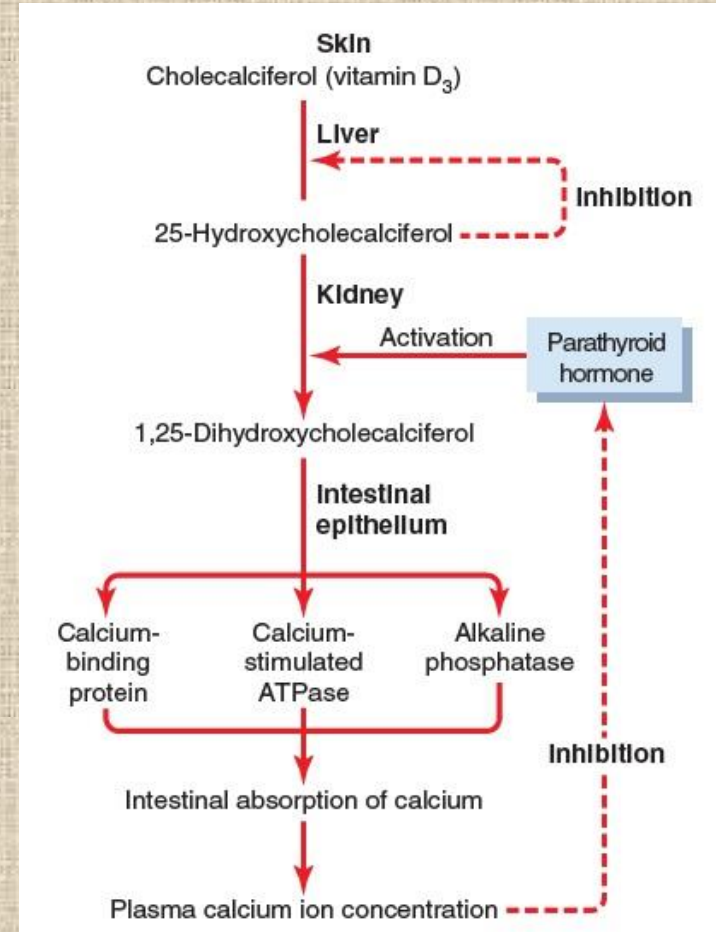 Skin
Cholecalciferol (vitamin D₃)
Liver
Inhibition
25-Hydroxycholecalciferol
Kidney
Activation
Parathyroid
hormone
1,25-Dihydroxycholecalciferol
Intestinal
epithelium
Calcium-
binding
protein
Calcium-
stimulated
ATPase
Alkaline
phosphatase
Inhibition
Intestinal absorption of calcium
Plasma calcium ion concentration